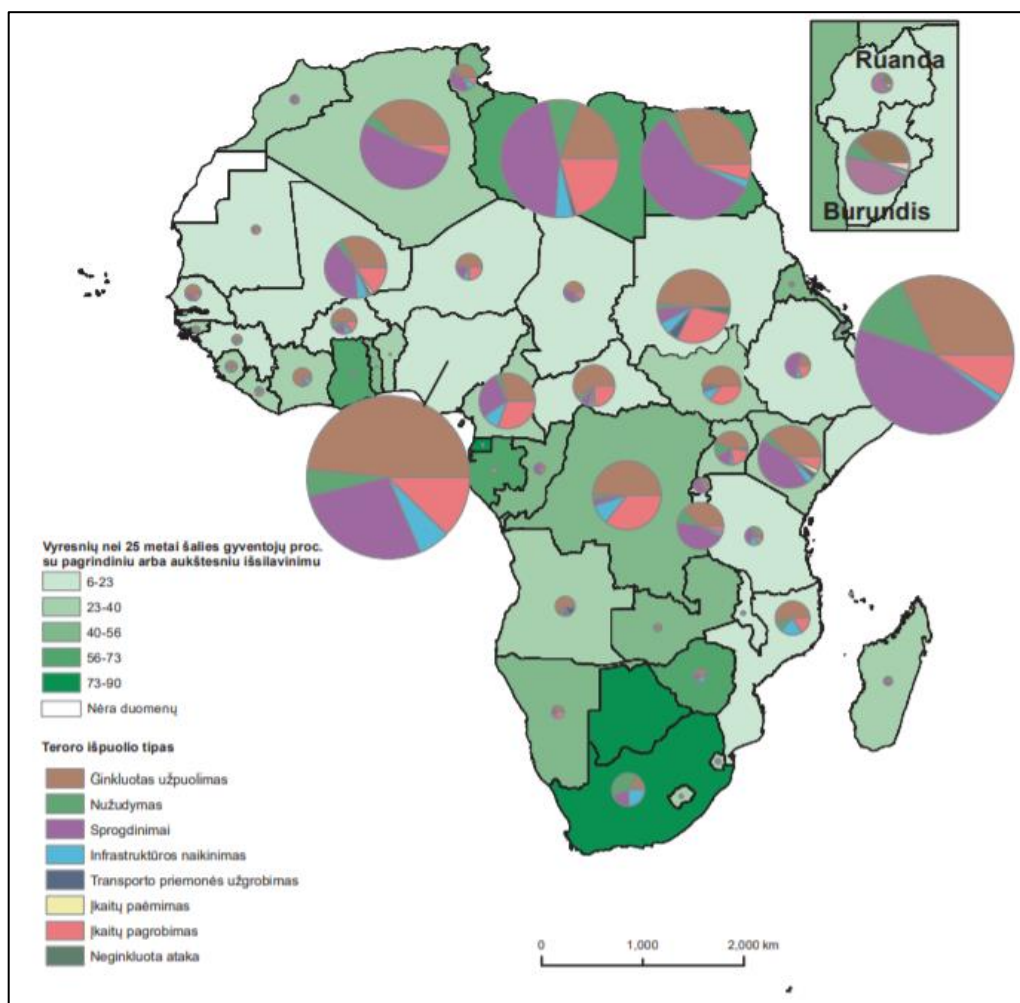 Ruanda
Burundis
Vyresnių nei 25 metai šalies gyventojų proc.
su pagrindiniu arba aukštesniu išsilavinimu
6-23
23-40
40-56
56-73
73-90
Nėra duomenų
Teroro išpuolio tipas
Ginkluotas užpuolimas
Nužudymas
Sprogdinimai
Infrastruktūros naikinimas
Transporto priemonės užgrobimas
Įkaitų paėmimas
Įkaitų pagrobimas
Neginkluota ataka
0 1,000 2,000 km